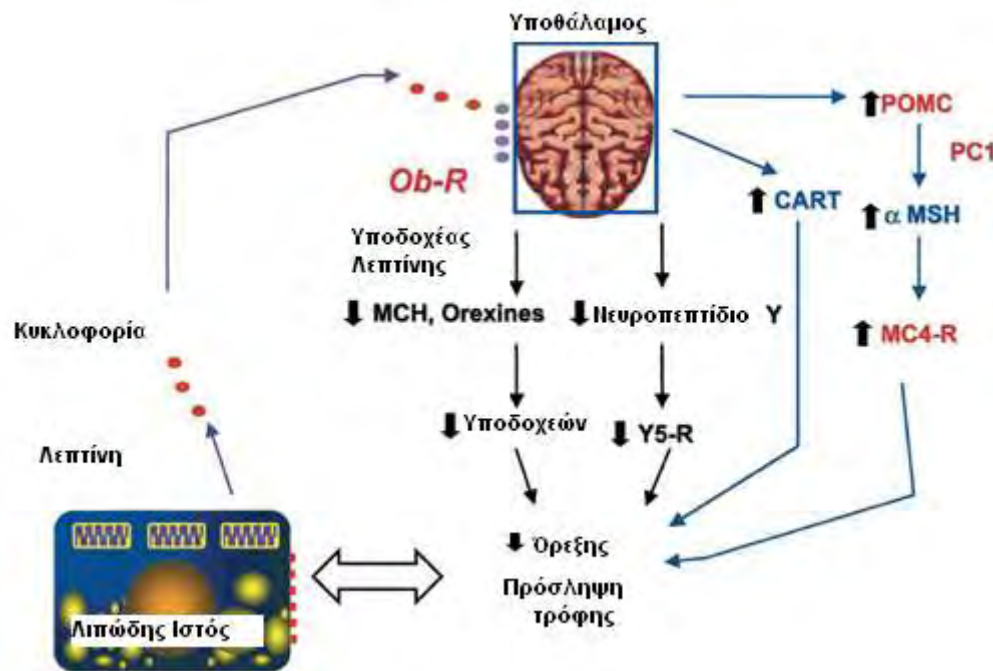 Υποθάλαμος
POMC
PC1
Ob-R
CART
α MSH
Υποδοχέας
Λεπτίνης
MCH, Orexines
Νευροπεπτίδιο Υ
MC4-R
Κυκλοφορία
Υποδοχεών
Y5-R
Λεπτίνη
Όρεξης
Πρόσληψη
τρόφης
Λιπώδης Ιστός